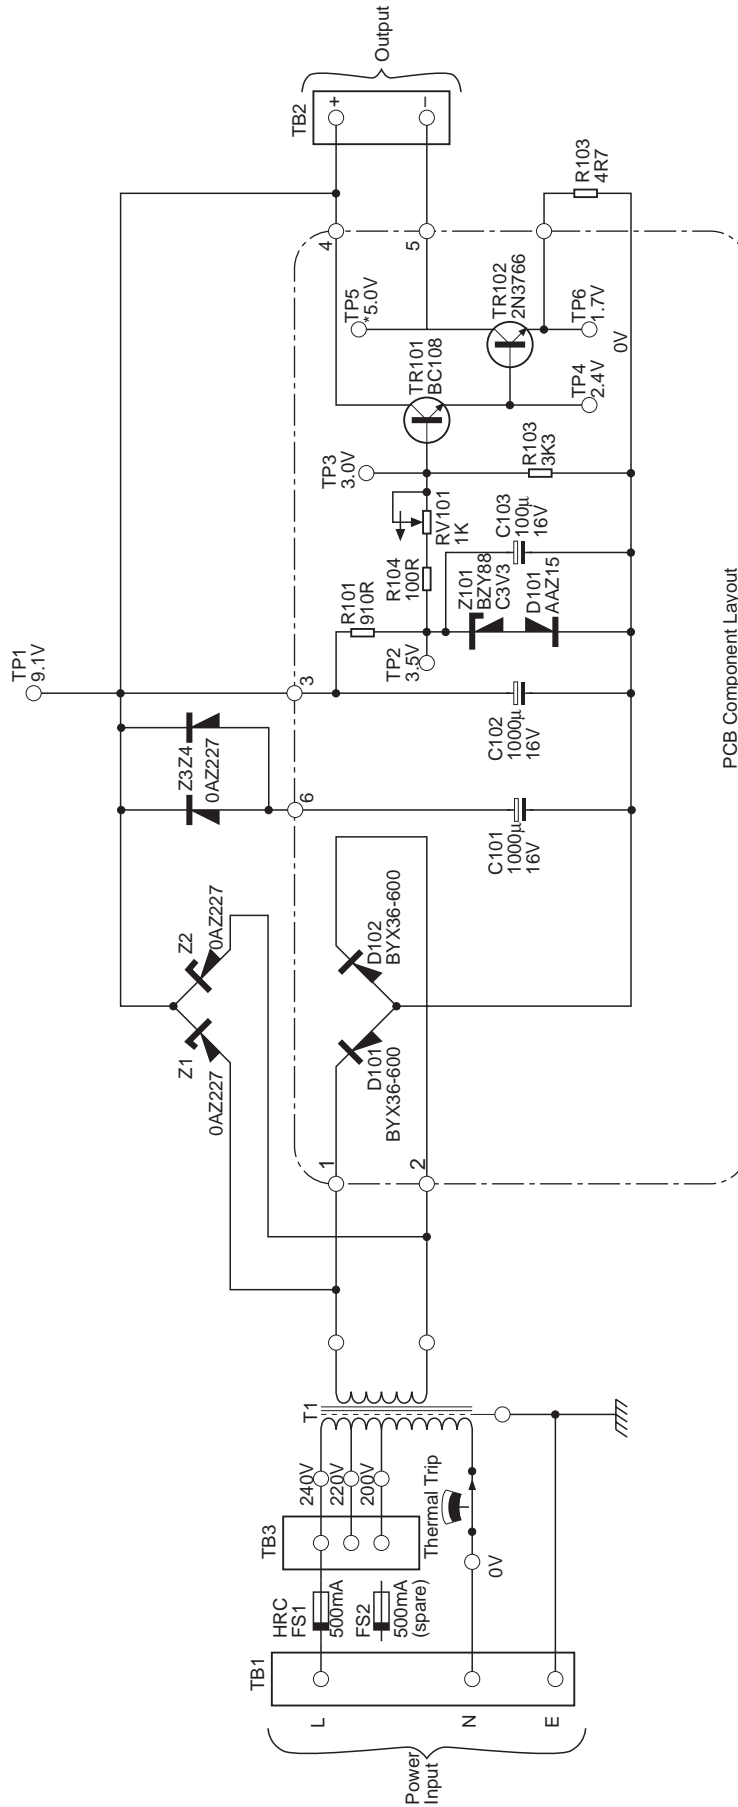 Power
Input
L
N
E
TB1
HRC
FS1
500mA
FS2
500mA
(spare)
TB3
240V
220V
200V
Thermal Trip
0V
T1
1
2
Z1
0AZ227
Z2
0AZ227
D101
BYX36-600
D102
BYX36-600
Z3
Z4
0AZ227
6
C101
1000µ
16V
TP1
9.1V
3
C102
1000µ
16V
R101
910R
TP2
3.5V
R104
100R
Z101
BZY88
C3V3
D101
AAZ15
RV101
1K
C103
100µ
16V
TP3
3.0V
R103
3K3
TR101
BC108
TP4
2.4V
TP5
*5.0V
TR102
2N3766
TP6
1.7V
0V
4
5
R103
4R7
TB2
+
–
Output
PCB Component Layout